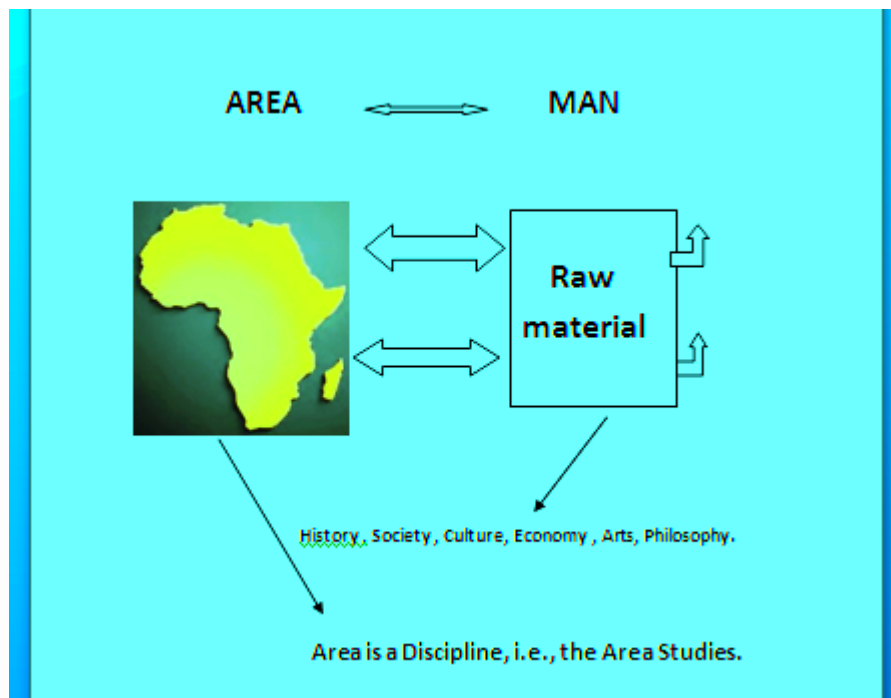 AREA MAN
Raw
material
History , Society , Culture, Economy , Arts, Philosophy.
Area is a Discipline, i.e., the Area Studies.